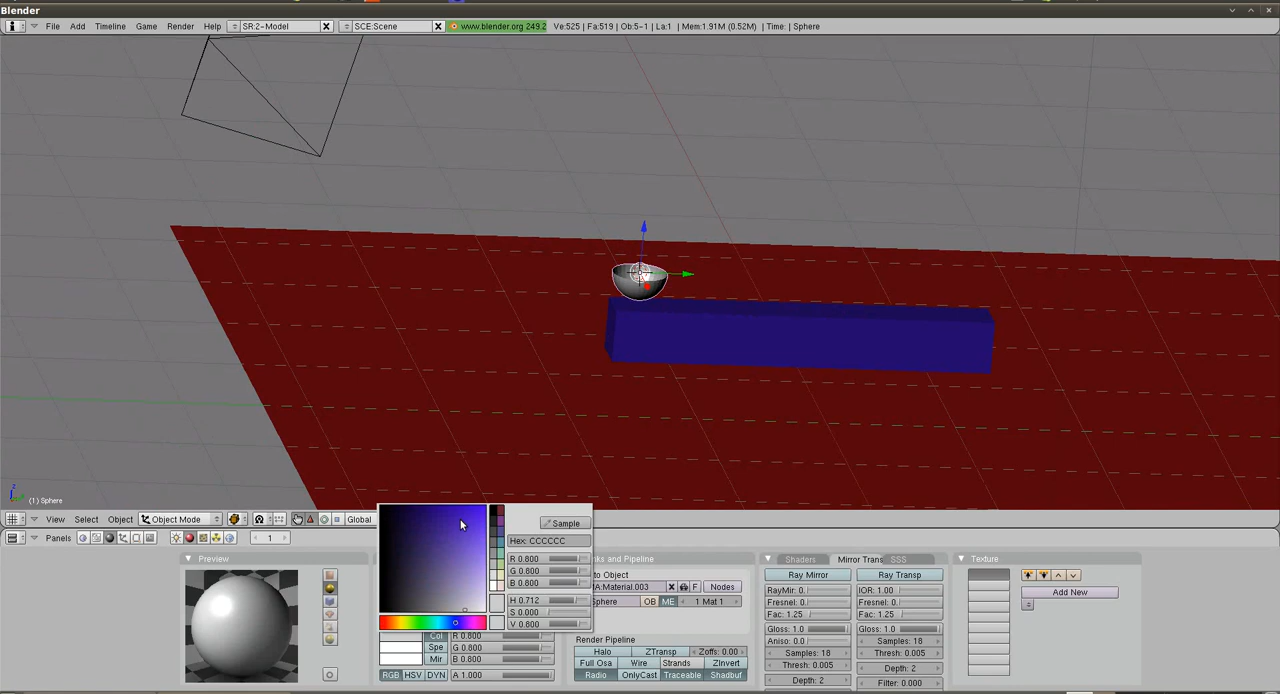 Blender
File Add Timeline Game Render Help SR:2-Model SCE:Scene www.blender.org 249.2 Ve:525 | Fa:519 | Ob:5-1 | La:1 | Mem:1.91M (0.52M) | Time: | Sphere
z
(1) Sphere
View Select Object Object Mode Global
Panels 1
Sample
Hex: CCCCCC
R 0.800
G 0.800
B 0.800
H 0.712
S 0.000
V 0.800
Preview
nks and Pipeline
to Object
MA:Material.003 F Nodes
Sphere OB ME 1 Mat 1
Render Pipeline
Halo ZTransp Zoffs: 0.00
Full Osa Wire Strands ZInvert
Radio OnlyCast Traceable Shadbuf
Col R 0.800
Spe G 0.800
Mir B 0.800
RGB HSV DYN A 1.000
Shaders Mirror Trans SSS
Ray Mirror Ray Transp
RayMir: 0. IOR: 1.00
Fresnel: 0. Fresnel: 0.
Fac: 1.25 Fac: 1.25
Gloss: 1.0 Gloss: 1.0
Aniso: 0.0 Samples: 18
Samples: 18 Thresh: 0.005
Thresh: 0.005 Depth: 2
Depth: 2 Filter: 0.000
Texture
Add New